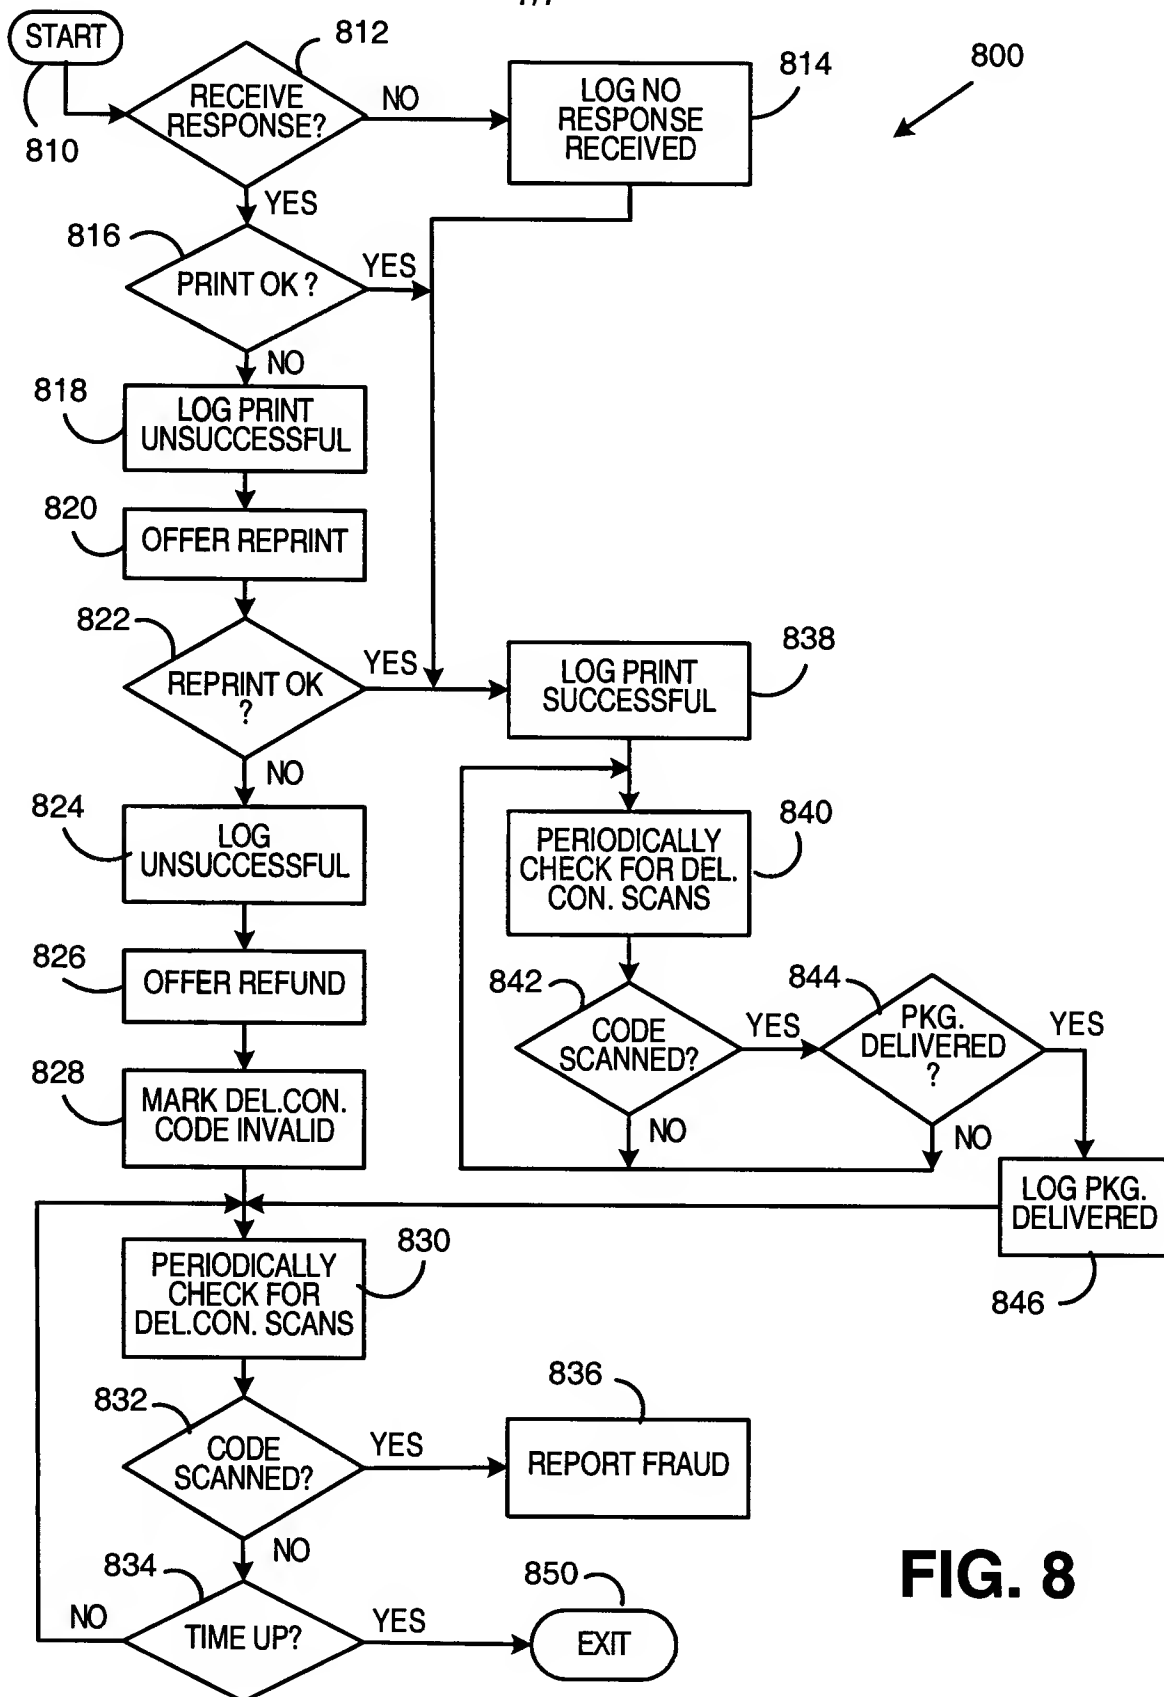 START
810
812
RECEIVE
RESPONSE?
NO
LOG NO
RESPONSE
RECEIVED
814
800
YES
816
PRINT OK ?
YES
NO
818
LOG PRINT
UNSUCCESSFUL
820
OFFER REPRINT
822
REPRINT OK
?
YES
LOG PRINT
SUCCESSFUL
838
NO
824
LOG
UNSUCCESSFUL
PERIODICALLY
CHECK FOR DEL.
CON. SCANS
840
826
OFFER REFUND
842
CODE
SCANNED?
YES
NO
844
PKG.
DELIVERED
?
YES
NO
828
MARK DEL.CON.
CODE INVALID
LOG PKG.
DELIVERED
846
PERIODICALLY
CHECK FOR
DEL.CON. SCANS
830
832
CODE
SCANNED?
YES
836
REPORT FRAUD
NO
834
TIME UP?
NO
YES
850
EXIT
FIG. 8